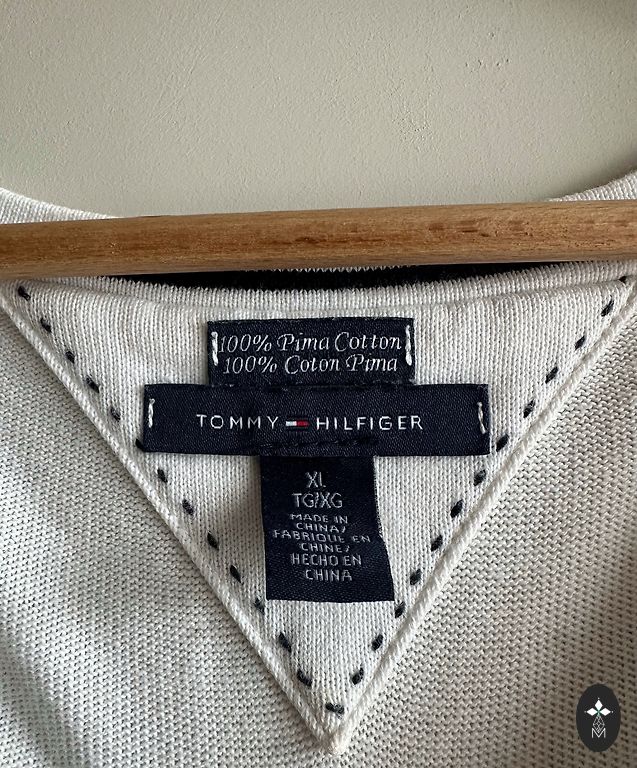 100% Pima Cotton
100% Coton Pima
TOMMY HILFIGER
XL
TG/XG
MADE IN
CHINA/
FABRIQUE EN
CHINE/
HECHO EN
CHINA
M